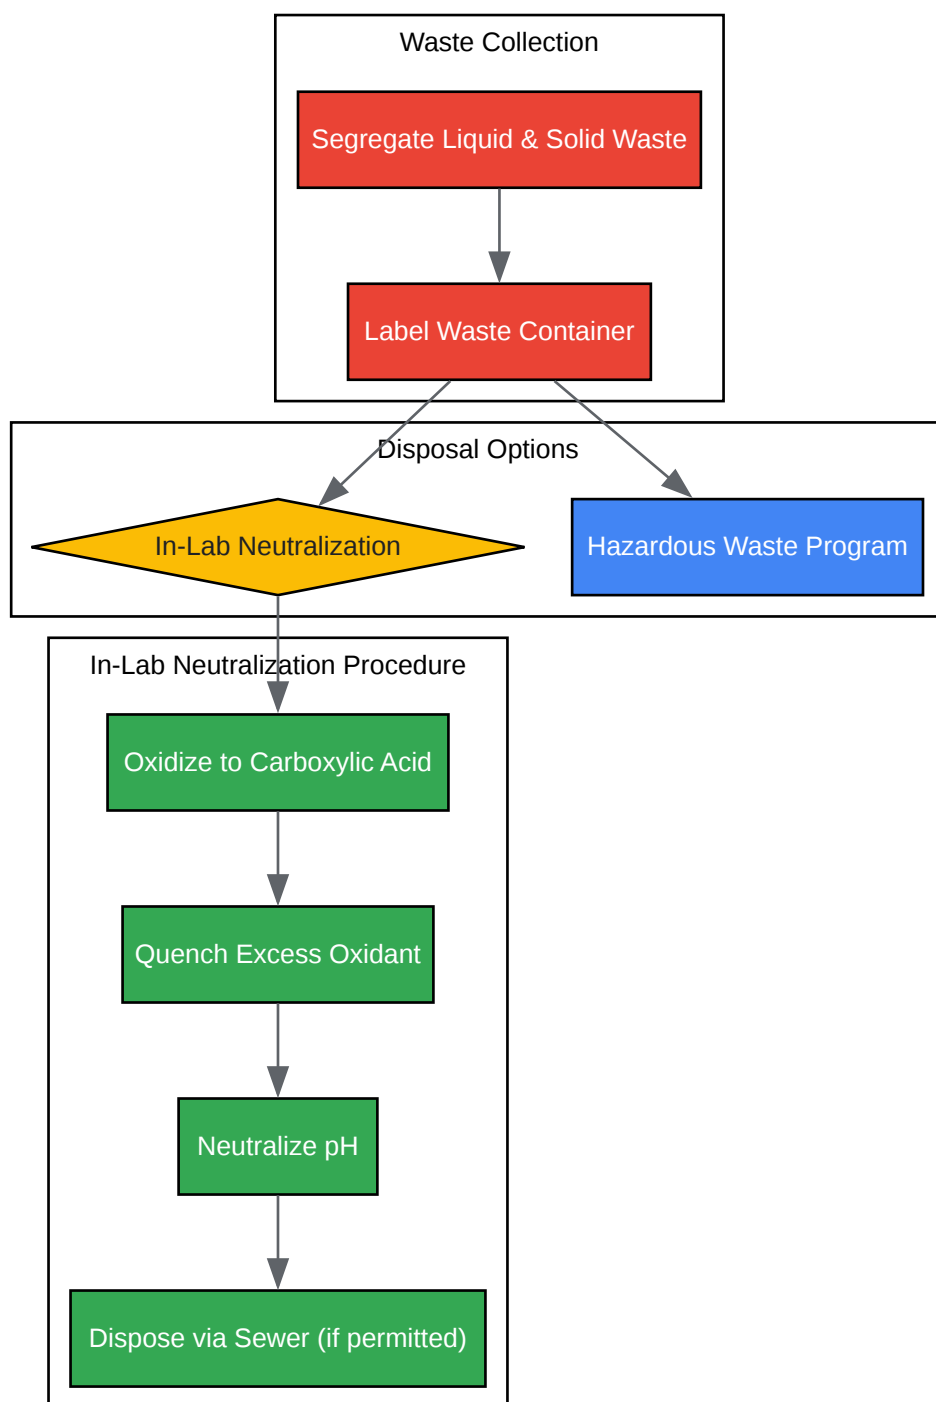 Waste Collection
Segregate Liquid & Solid Waste
Label Waste Container
Disposal Options
In-Lab Neutralization
Hazardous Waste Program
In-Lab Neutralization Procedure
Oxidize to Carboxylic Acid
Quench Excess Oxidant
Neutralize pH
Dispose via Sewer (if permitted)